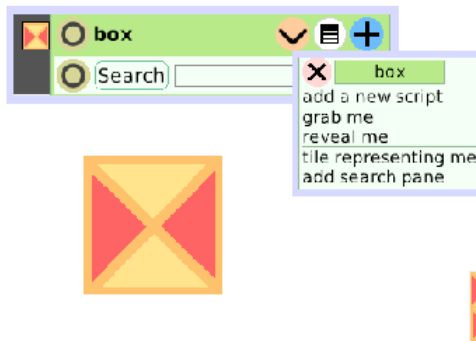 box
Search
box
add a new script
grab me
reveal me
tile representing me
add search pane